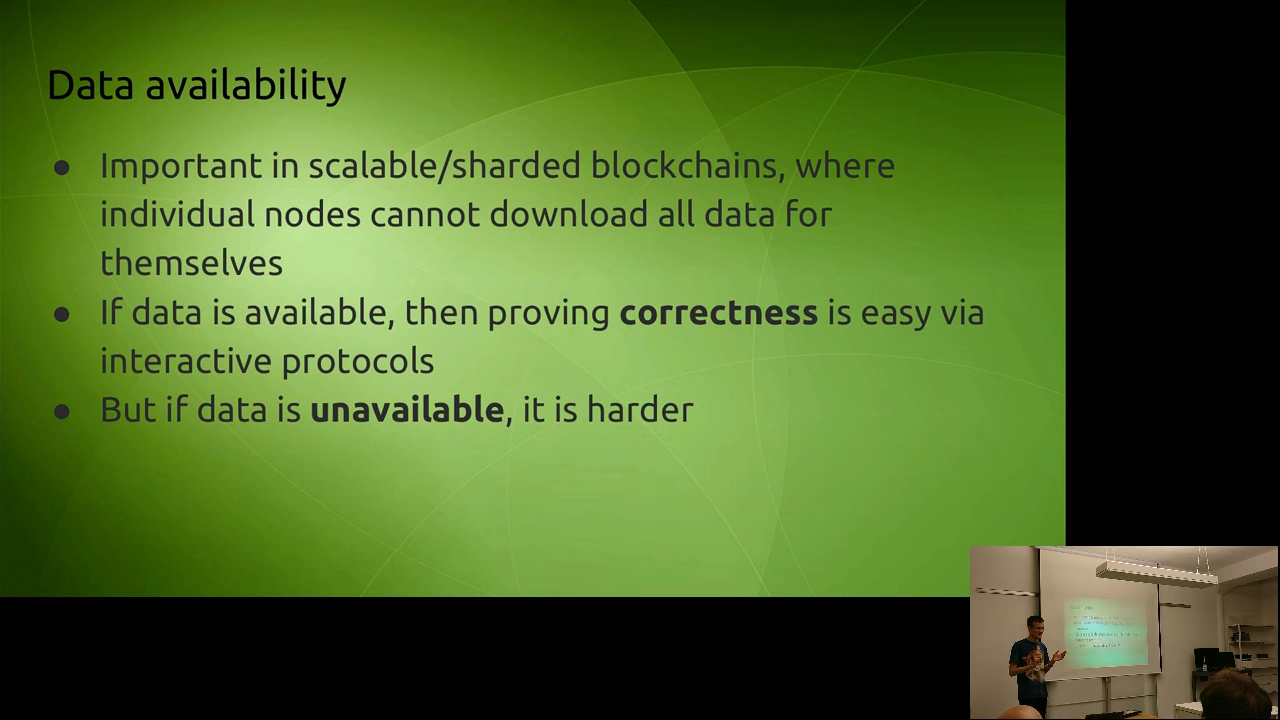 Data availability
● Important in scalable/sharded blockchains, where
individual nodes cannot download all data for
themselves
● If data is available, then proving correctness is easy via
interactive protocols
● But if data is unavailable, it is harder